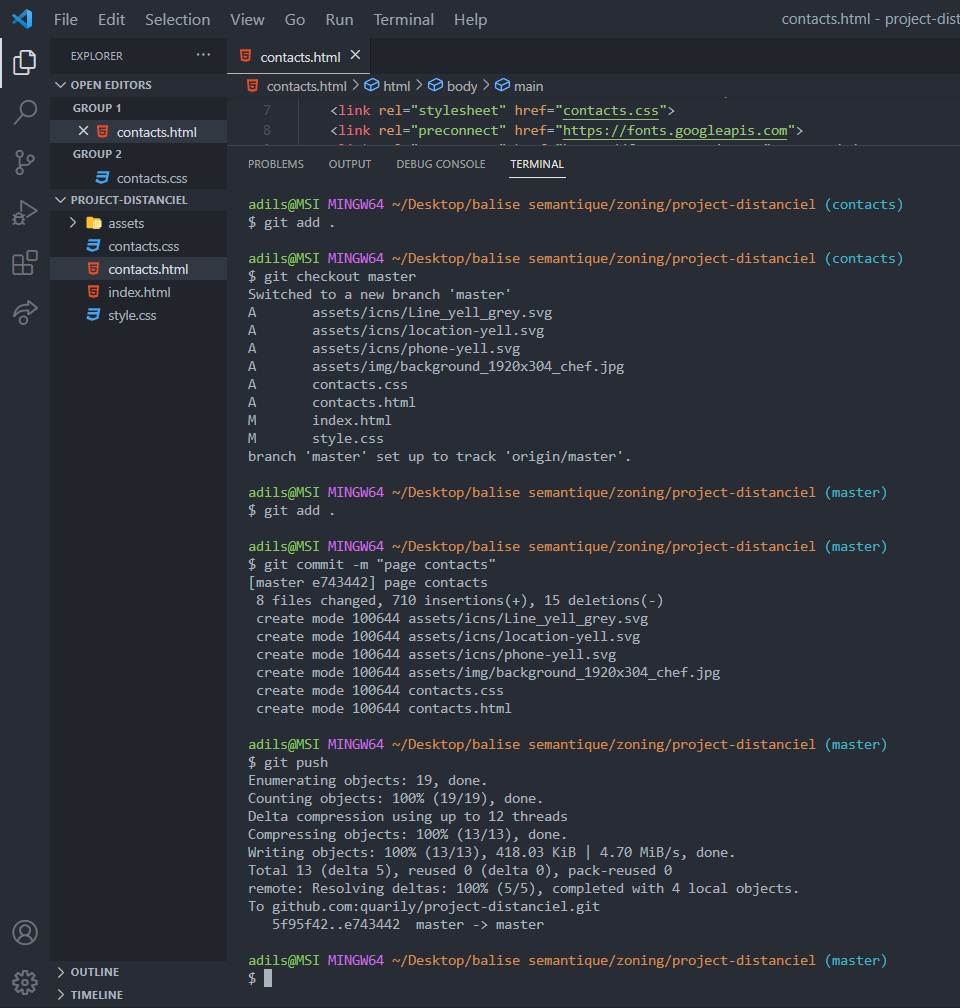 File Edit Selection View Go Run Terminal Help contacts.html - project-dist
EXPLORER ···
OPEN EDITORS
GROUP 1
contacts.html
GROUP 2
contacts.css
PROJECT-DISTANCIEL
assets
contacts.css
contacts.html
index.html
style.css
OUTLINE
TIMELINE
contacts.html
contacts.html > html > body > main
7 <link rel="stylesheet" href="contacts.css">
8 <link rel="preconnect" href="https://fonts.googleapis.com">
PROBLEMS OUTPUT DEBUG CONSOLE TERMINAL
adils@MSI MINGW64 ~/Desktop/balise semantique/zoning/project-distanciel (contacts)
$ git add .
adils@MSI MINGW64 ~/Desktop/balise semantique/zoning/project-distanciel (contacts)
$ git checkout master
Switched to a new branch 'master'
A assets/icns/Line_yell_grey.svg
A assets/icns/location-yell.svg
A assets/icns/phone-yell.svg
A assets/img/background_1920x304_chef.jpg
A contacts.css
A contacts.html
M index.html
M style.css
branch 'master' set up to track 'origin/master'.
adils@MSI MINGW64 ~/Desktop/balise semantique/zoning/project-distanciel (master)
$ git add .
adils@MSI MINGW64 ~/Desktop/balise semantique/zoning/project-distanciel (master)
$ git commit -m "page contacts"
[master e743442] page contacts
8 files changed, 710 insertions(+), 15 deletions(-)
create mode 100644 assets/icns/Line_yell_grey.svg
create mode 100644 assets/icns/location-yell.svg
create mode 100644 assets/icns/phone-yell.svg
create mode 100644 assets/img/background_1920x304_chef.jpg
create mode 100644 contacts.css
create mode 100644 contacts.html
adils@MSI MINGW64 ~/Desktop/balise semantique/zoning/project-distanciel (master)
$ git push
Enumerating objects: 19, done.
Counting objects: 100% (19/19), done.
Delta compression using up to 12 threads
Compressing objects: 100% (13/13), done.
Writing objects: 100% (13/13), 418.03 KiB | 4.70 MiB/s, done.
Total 13 (delta 5), reused 0 (delta 0), pack-reused 0
remote: Resolving deltas: 100% (5/5), completed with 4 local objects.
To github.com:quarily/project-distanciel.git
5f95f42..e743442 master -> master
adils@MSI MINGW64 ~/Desktop/balise semantique/zoning/project-distanciel (master)
$